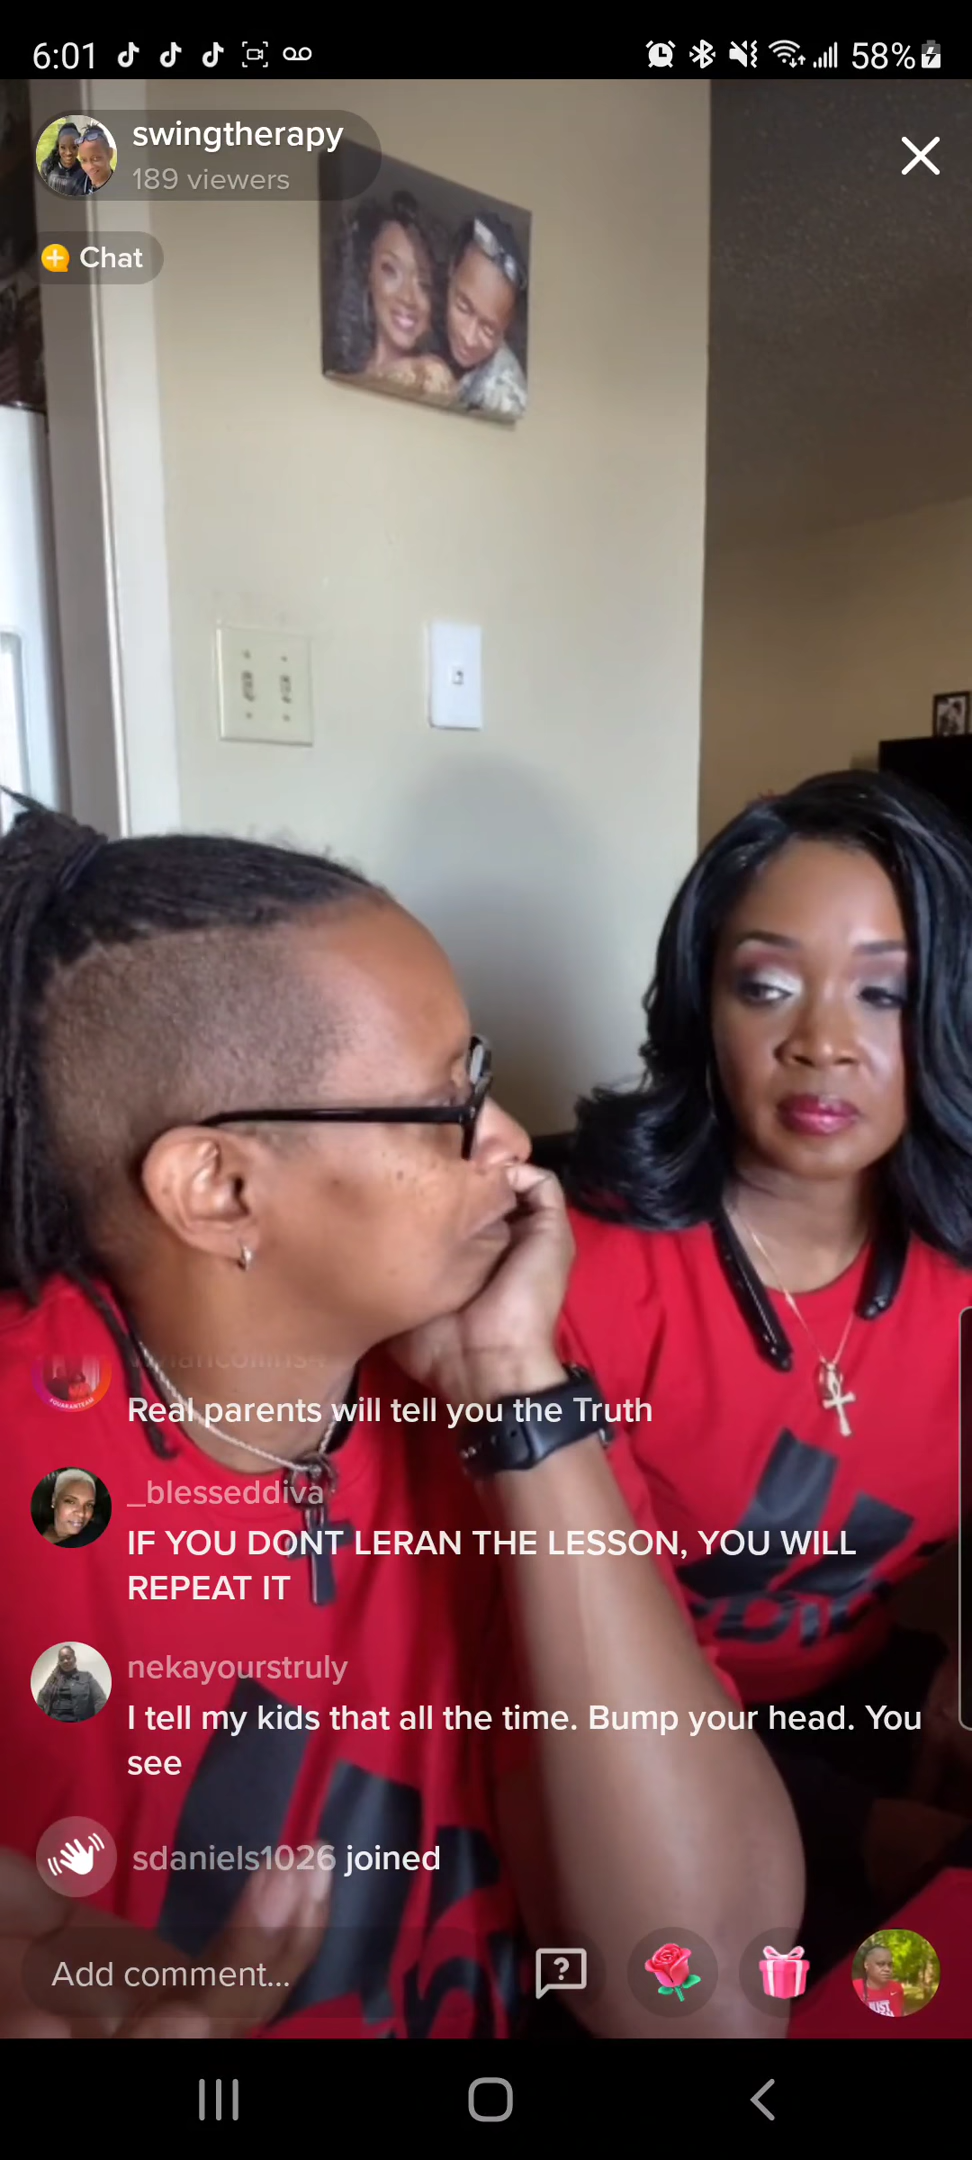 6:01
58%
swingtherapy
189 viewers
Chat
Real parents will tell you the Truth
_blesseddiva
IF YOU DONT LERAN THE LESSON, YOU WILL
REPEAT IT
nekayourstruly
I tell my kids that all the time. Bump your head. You
see
sdaniels1026 joined
Add comment...